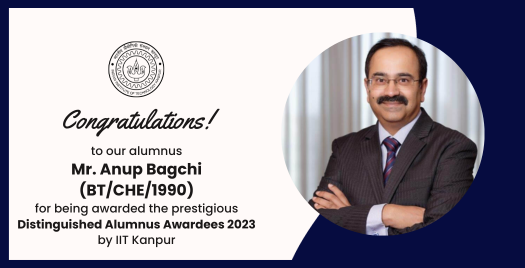 Congratulations!
to our alumnus
Mr. Anup Bagchi
(BT/CHE/1990)
for being awarded the prestigious
Distinguished Alumnus Awardees 2023
by IIT Kanpur